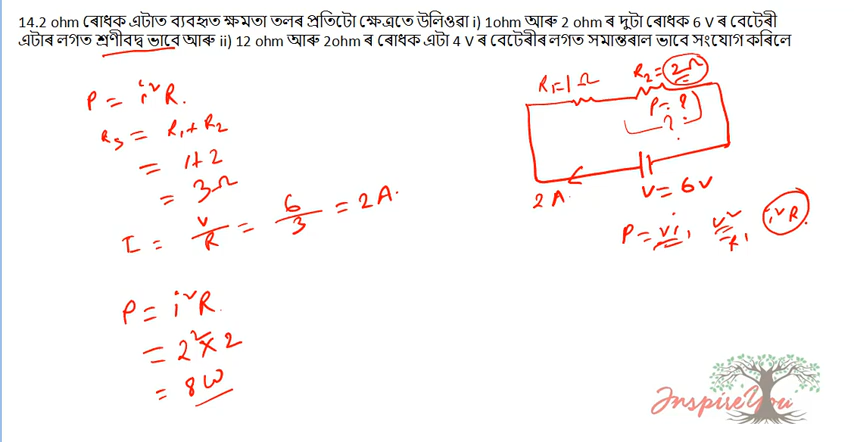 14.2 ohm ৰোধক এটাত ব্যবহৃত ক্ষমতা তলৰ প্ৰতিটো ক্ষেত্ৰতে উলিওৱা i) 1ohm আৰু 2 ohm ৰ দুটা ৰোধক 6 V ৰ বেটেৰী
এটাৰ লগত শ্ৰণীবদ্ব ভাবে আৰু ii) 12 ohm আৰু 2ohm ৰ ৰোধক এটা 4 V ৰ বেটেৰীৰ লগত সমান্তৰাল ভাবে সংযোগ কৰিলে
P = i²R.
Rs = R₁ + R₂
= 1+2
= 3Ω
I = V/R = 6/3 = 2A.
P = i²R.
= 2² × 2
= 8W
R₁=1Ω R₂=2Ω
P=?
?
2A.
V=6V
P = Vi, V²/R, i²R.
InspireYou